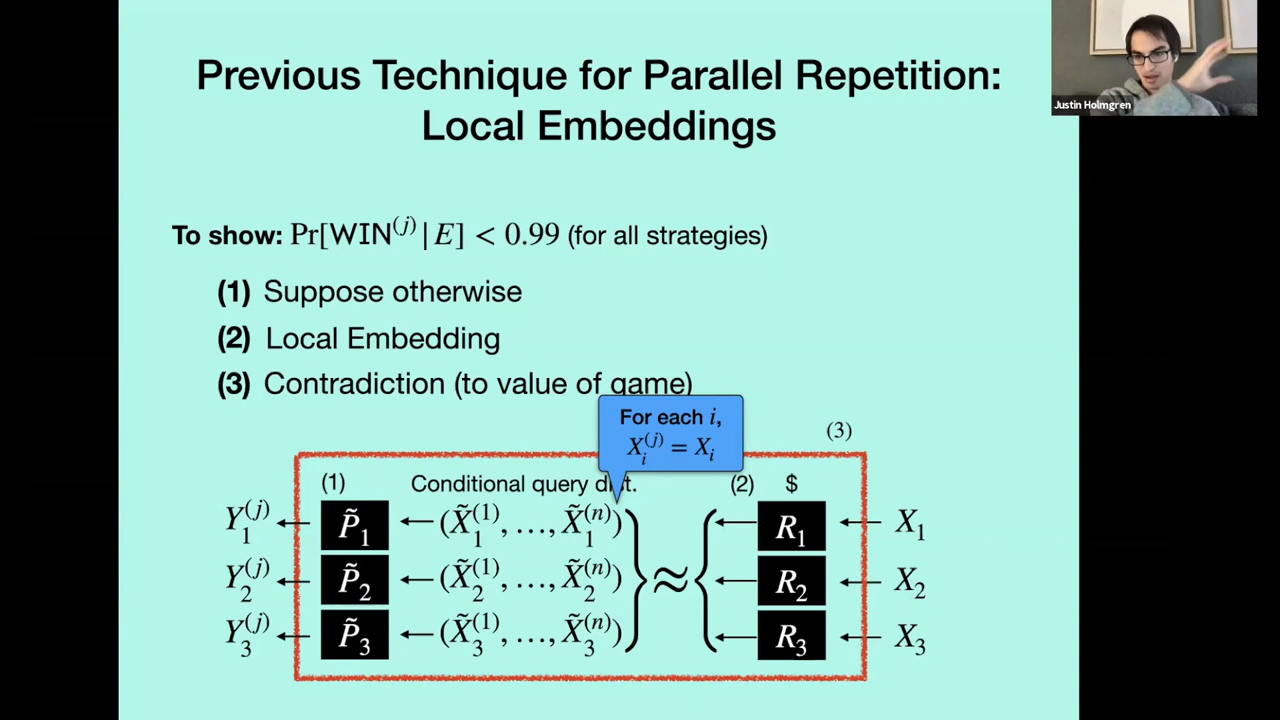 Previous Technique for Parallel Repetition:
Local Embeddings
Justin Holmgren
To show: Pr[WIN^(j) | E] < 0.99 (for all strategies)
(1) Suppose otherwise
(2) Local Embedding
(3) Contradiction (to value of game)
For each i,
X_i^(j) = X_i
(3)
(1) Conditional query dist. (2) $
Y_1^(j) ← P̃_1 ← (X̃_1^(1), …, X̃_1^(n)) ← R_1 ← X_1
Y_2^(j) ← P̃_2 ← (X̃_2^(1), …, X̃_2^(n)) ≈ ← R_2 ← X_2
Y_3^(j) ← P̃_3 ← (X̃_3^(1), …, X̃_3^(n)) ← R_3 ← X_3